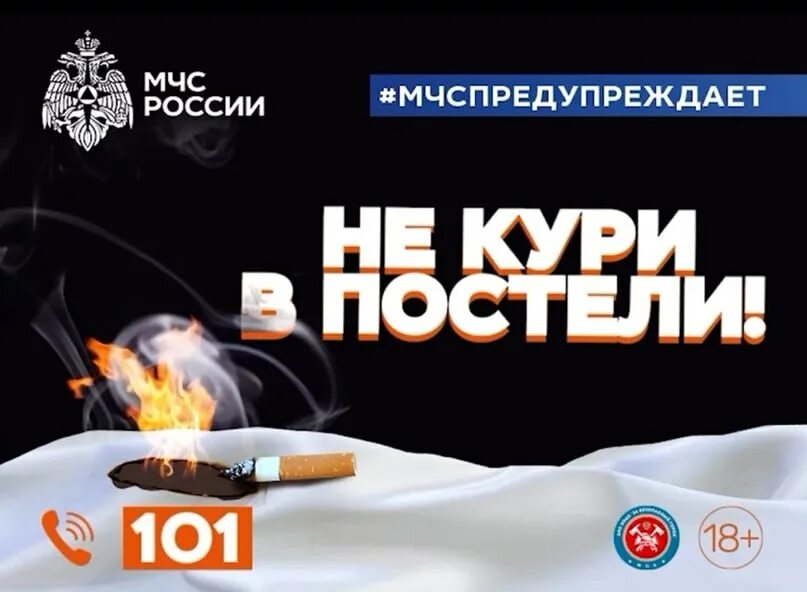 МЧС
РОССИИ
#МЧСПРЕДУПРЕЖДАЕТ
НЕ КУРИ
В ПОСТЕЛИ!
101
18+